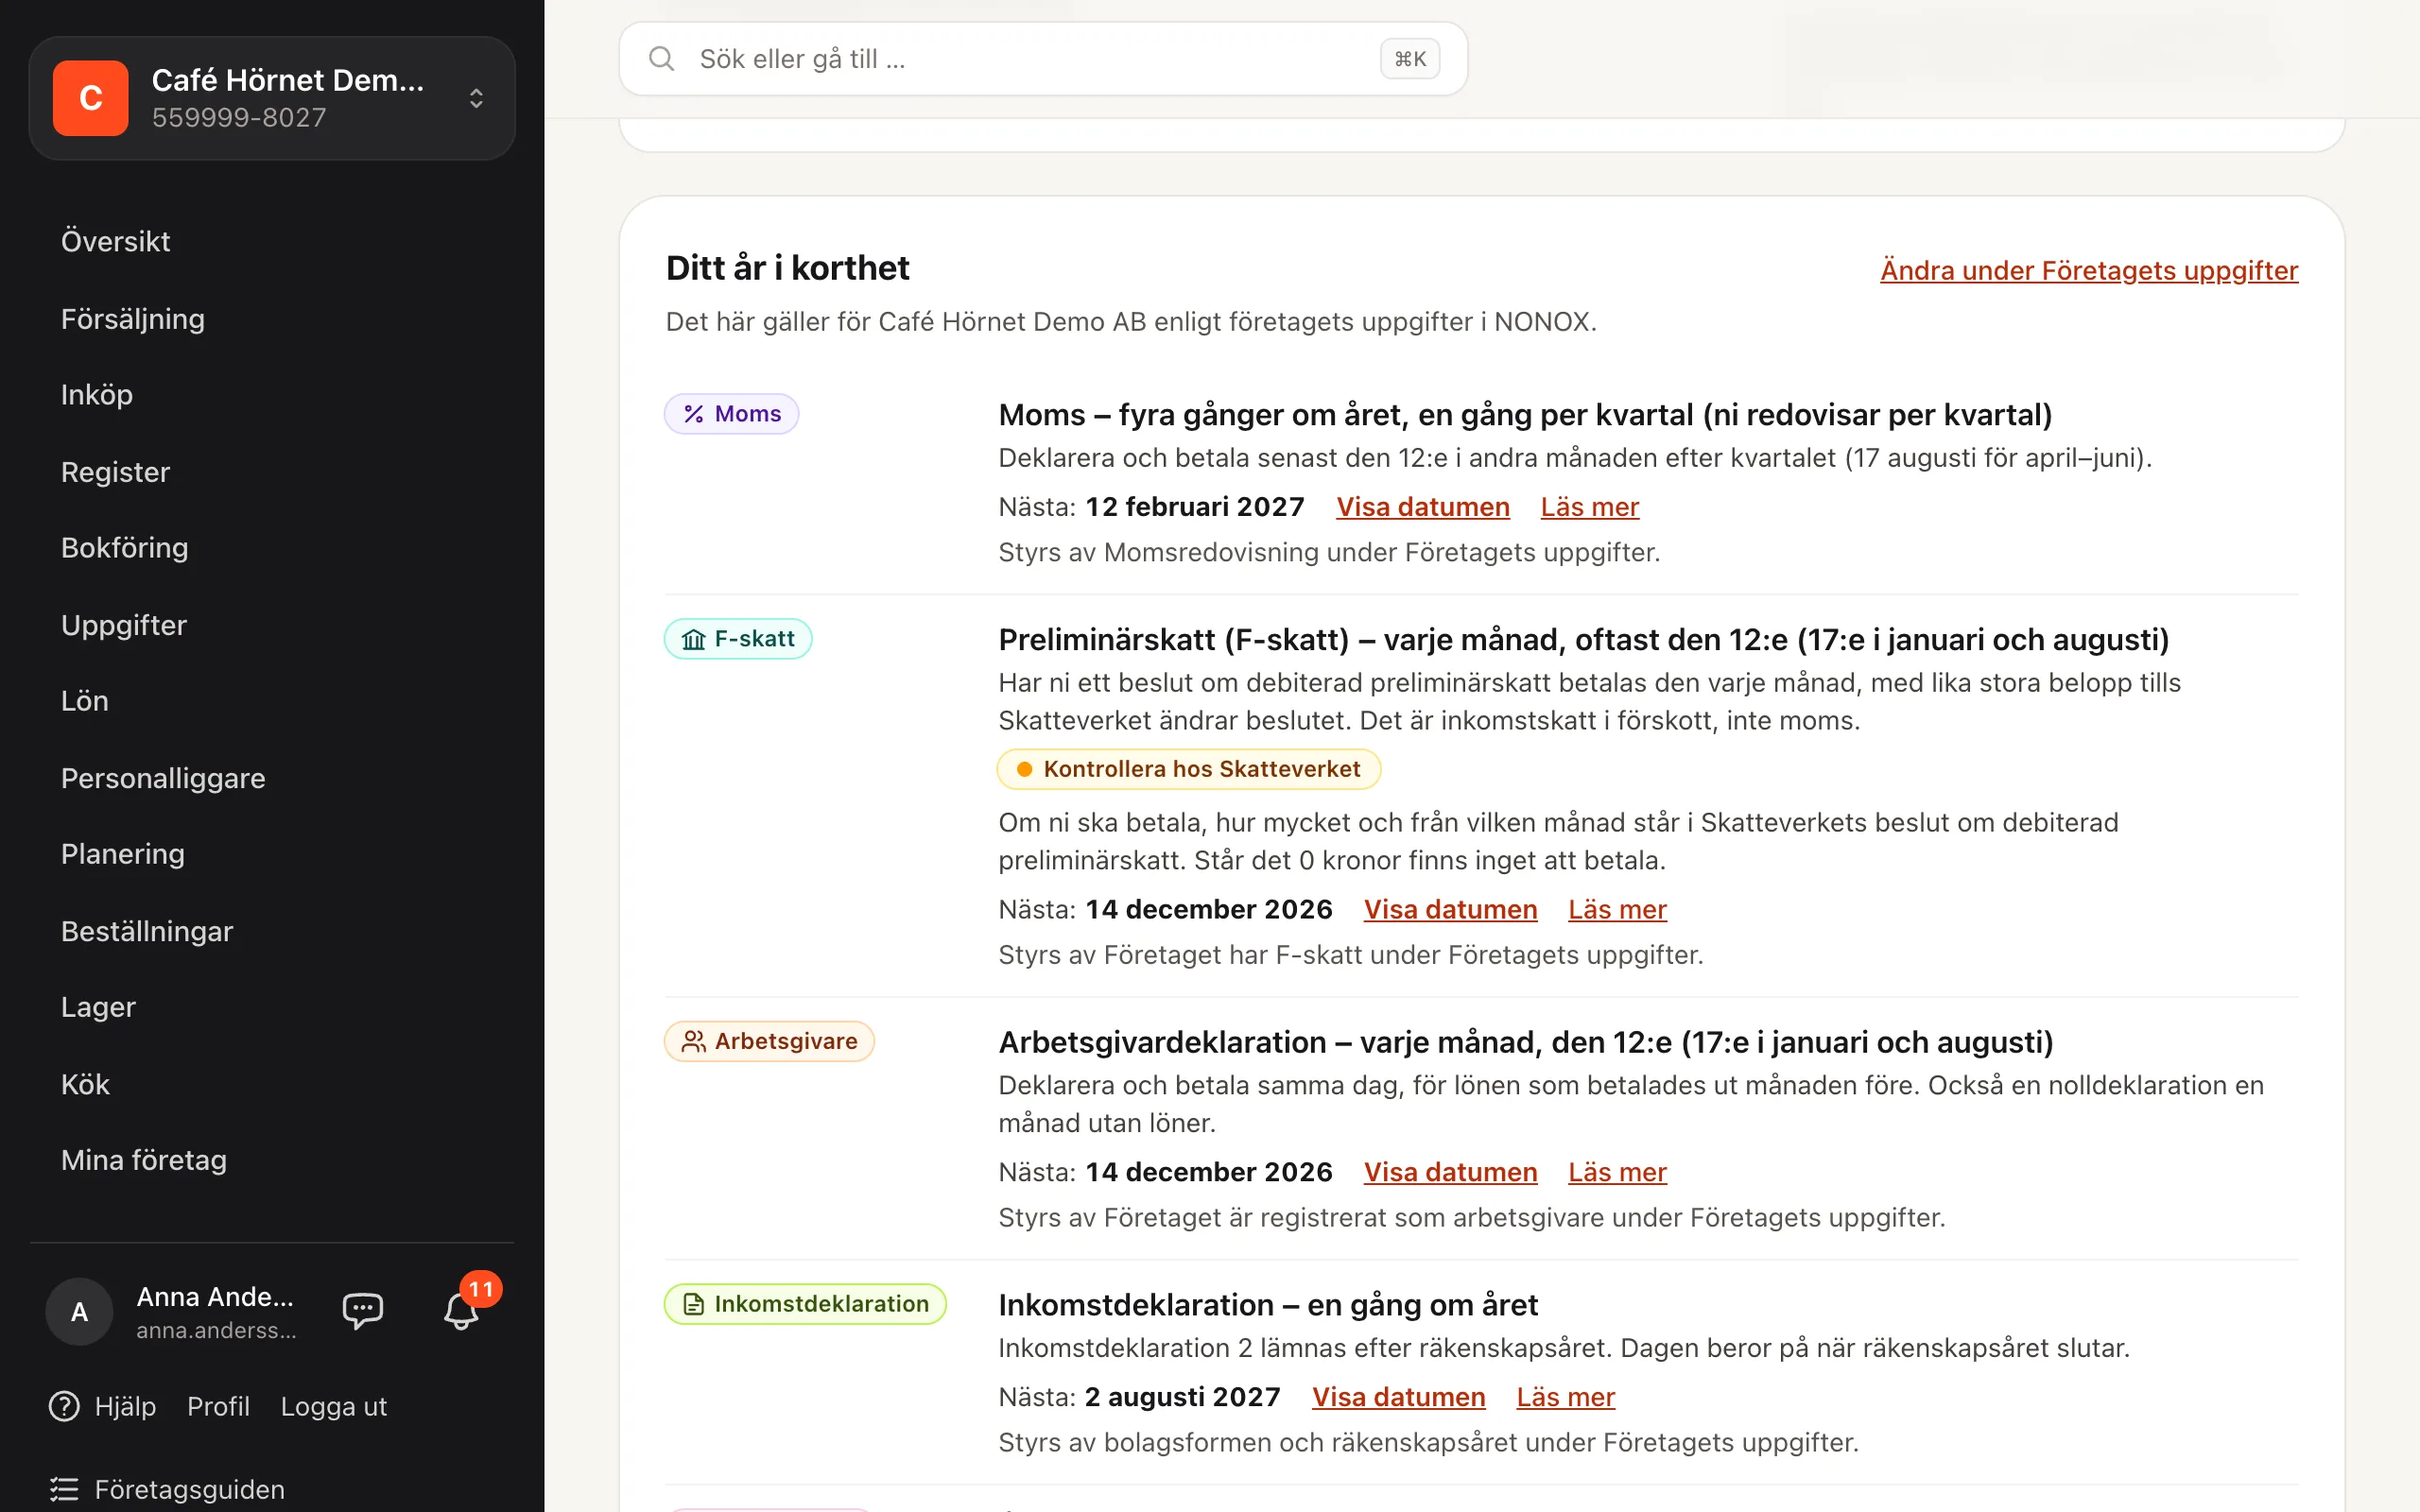 C
Café Hörnet Dem...
559999-8027
Översikt
Försäljning
Inköp
Register
Bokföring
Uppgifter
Lön
Personalliggare
Planering
Beställningar
Lager
Kök
Mina företag
A
Anna Ande...
anna.anderss...
11
Hjälp
Profil
Logga ut
Företagsguiden
Sök eller gå till ...
⌘K
Ditt år i korthet
Ändra under Företagets uppgifter
Det här gäller för Café Hörnet Demo AB enligt företagets uppgifter i NONOX.
Moms
Moms – fyra gånger om året, en gång per kvartal (ni redovisar per kvartal)
Deklarera och betala senast den 12:e i andra månaden efter kvartalet (17 augusti för april–juni).
Nästa: 12 februari 2027 Visa datumen Läs mer
Styrs av Momsredovisning under Företagets uppgifter.
F-skatt
Preliminärskatt (F-skatt) – varje månad, oftast den 12:e (17:e i januari och augusti)
Har ni ett beslut om debiterad preliminärskatt betalas den varje månad, med lika stora belopp tills
Skatteverket ändrar beslutet. Det är inkomstskatt i förskott, inte moms.
Kontrollera hos Skatteverket
Om ni ska betala, hur mycket och från vilken månad står i Skatteverkets beslut om debiterad
preliminärskatt. Står det 0 kronor finns inget att betala.
Nästa: 14 december 2026 Visa datumen Läs mer
Styrs av Företaget har F-skatt under Företagets uppgifter.
Arbetsgivare
Arbetsgivardeklaration – varje månad, den 12:e (17:e i januari och augusti)
Deklarera och betala samma dag, för lönen som betalades ut månaden före. Också en nolldeklaration en
månad utan löner.
Nästa: 14 december 2026 Visa datumen Läs mer
Styrs av Företaget är registrerat som arbetsgivare under Företagets uppgifter.
Inkomstdeklaration
Inkomstdeklaration – en gång om året
Inkomstdeklaration 2 lämnas efter räkenskapsåret. Dagen beror på när räkenskapsåret slutar.
Nästa: 2 augusti 2027 Visa datumen Läs mer
Styrs av bolagsformen och räkenskapsåret under Företagets uppgifter.